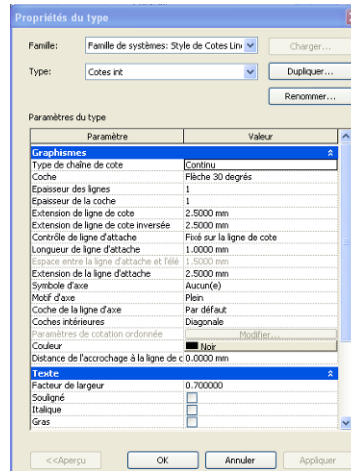 Propriétés du type
Famille: Famille de systèmes: Style de Cotes Lin Charger...
Type: Cotes int Dupliquer...
Renommer...
Paramètres du type
Paramètre Valeur
Graphismes
Type de chaîne de cote Continu
Coche Flèche 30 degrés
Epaisseur des lignes 1
Epaisseur de la coche 1
Extension de ligne de cote 2.5000 mm
Extension de ligne de cote inversée 2.5000 mm
Contrôle de ligne d'attache Fixé sur la ligne de cote
Longueur de ligne d'attache 1.0000 mm
Espace entre la ligne d'attache et l'élé 1.5000 mm
Extension de la ligne d'attache 2.5000 mm
Symbole d'axe Aucun(e)
Motif d'axe Plein
Coche de la ligne d'axe Par défaut
Coches intérieures Diagonale
Paramètres de cotation ordonnée Modifier...
Couleur Noir
Distance de l'accrochage à la ligne de c 0.0000 mm
Texte
Facteur de largeur 0.700000
Souligné
Italique
Gras
<<Aperçu OK Annuler Appliquer